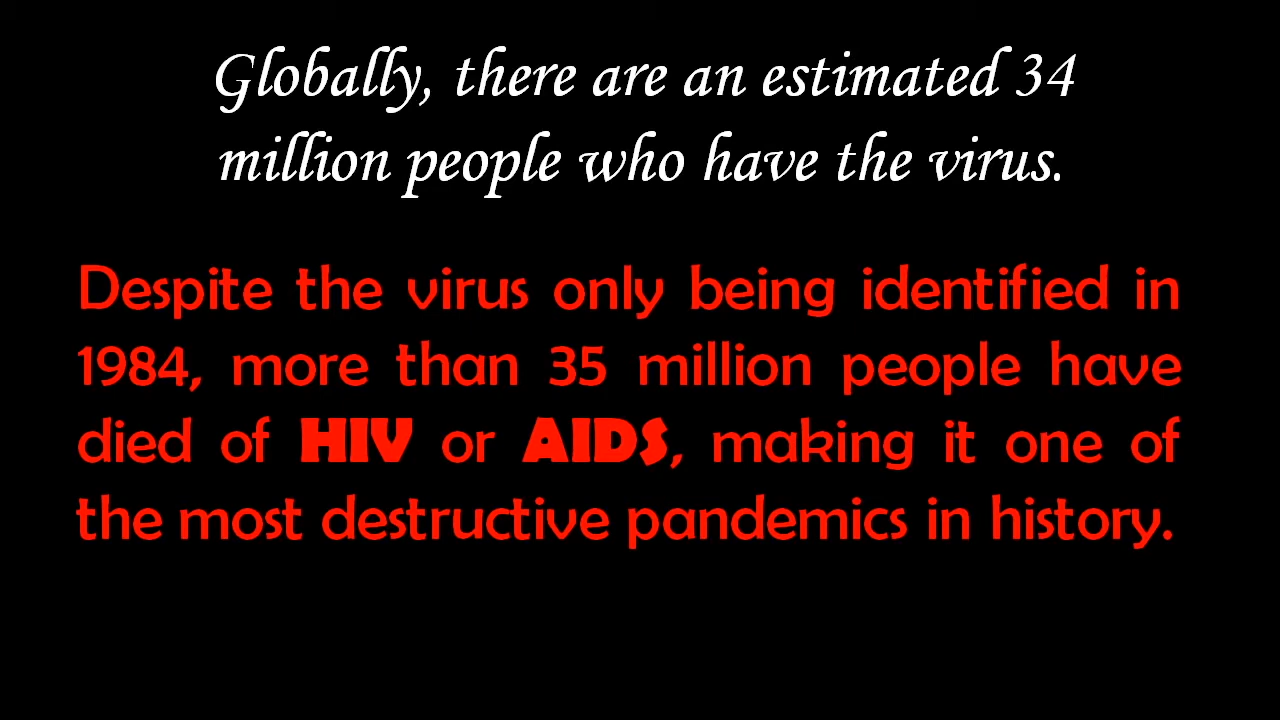 Globally, there are an estimated 34
million people who have the virus.
Despite the virus only being identified in
1984, more than 35 million people have
died of HIV or AIDS, making it one of
the most destructive pandemics in history.